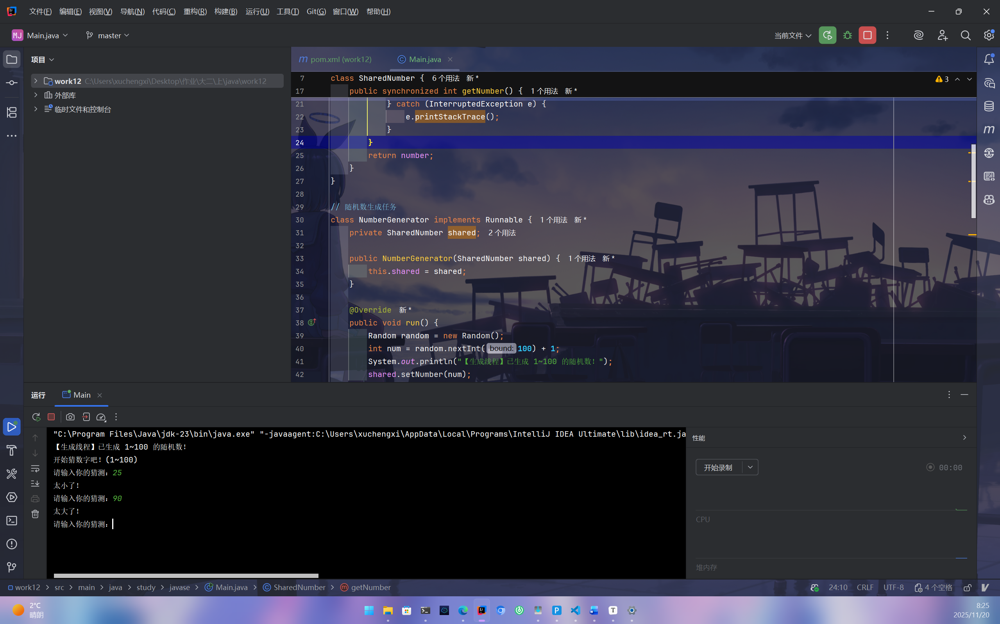 文件(F) 编辑(E) 视图(V) 导航(N) 代码(C) 重构(R) 构建(B) 运行(U) 工具(T) Git(G) 窗口(W) 帮助(H)
MJ Main.java master 当前文件
项目
work12 C:\Users\xuchengxi\Desktop\作业\大二\上\java\work12
外部库
临时文件和控制台
pom.xml (work12) Main.java
7 class SharedNumber { 6 个用法 新 *
3
17 public synchronized int getNumber() { 1 个用法 新 *
21 } catch (InterruptedException e) {
22 e.printStackTrace();
23 }
24 }
25 return number;
26 }
27 }
28
29 // 随机数生成任务
30 class NumberGenerator implements Runnable { 1 个用法 新 *
31 private SharedNumber shared; 2 个用法
32
33 public NumberGenerator(SharedNumber shared) { 1 个用法 新 *
34 this.shared = shared;
35 }
36
37 @Override 新 *
38 public void run() {
39 Random random = new Random();
40 int num = random.nextInt( bound: 100) + 1;
41 System.out.println("【生成线程】已生成 1~100 的随机数！");
42 shared.setNumber(num);
运行 Main
"C:\Program Files\Java\jdk-23\bin\java.exe" "-javaagent:C:\Users\xuchengxi\AppData\Local\Programs\IntelliJ IDEA Ultimate\lib\idea_rt.ja
【生成线程】已生成 1~100 的随机数！
开始猜数字吧！(1~100)
请输入你的猜测：25
太小了！
请输入你的猜测：90
太大了！
请输入你的猜测：
性能
开始录制 00:00
CPU
堆内存
work12 > src > main > java > study > javase > Main.java > SharedNumber > getNumber
24:10 CRLF UTF-8 4 个空格
2°C
晴朗
8:25
2025/11/20